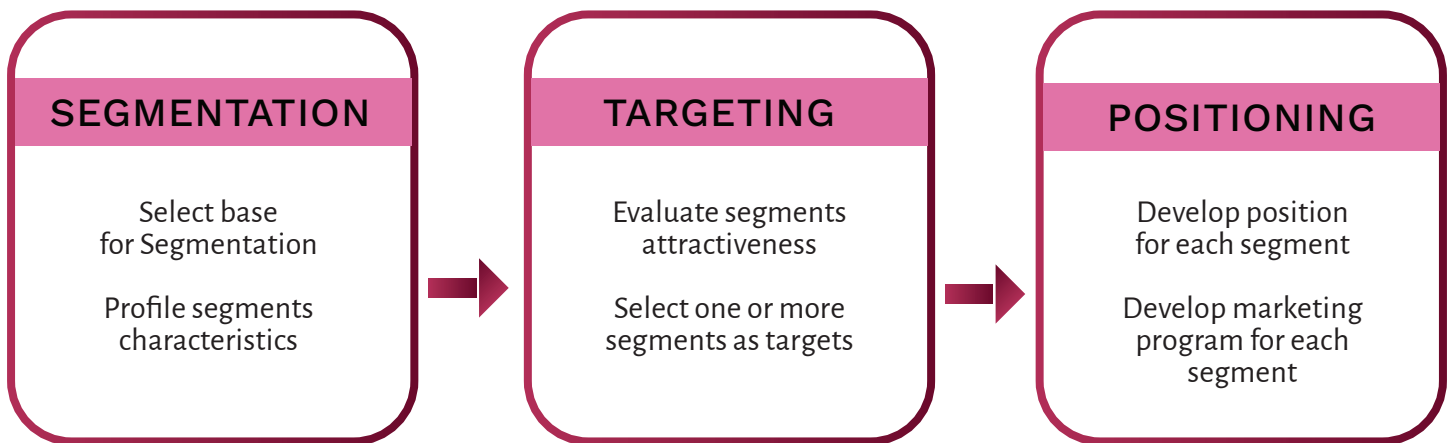 SEGMENTATION
Select base
for Segmentation
Profile segments
characteristics
TARGETING
Evaluate segments
attractiveness
Select one or more
segments as targets
POSITIONING
Develop position
for each segment
Develop marketing
program for each
segment